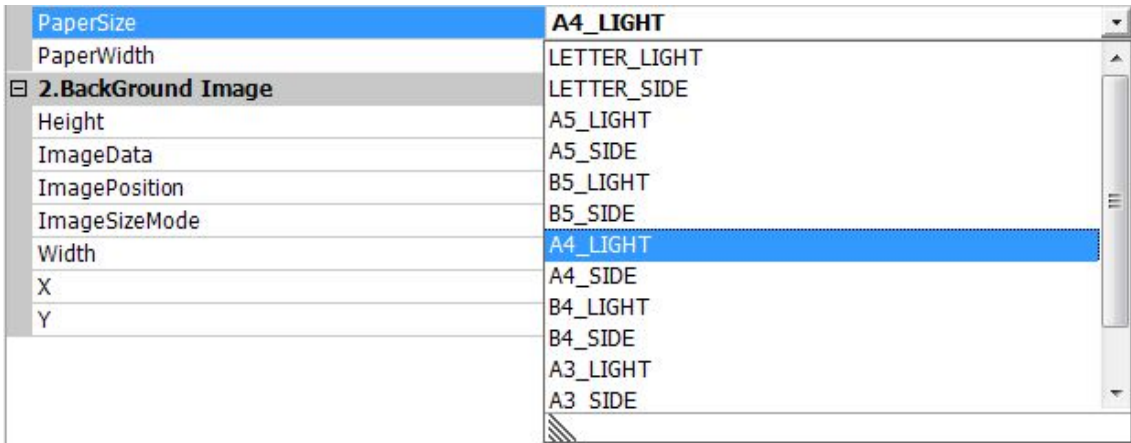 PaperSize A4_LIGHT
PaperWidth
2.BackGround Image
Height
ImageData
ImagePosition
ImageSizeMode
Width
X
Y
LETTER_LIGHT
LETTER_SIDE
A5_LIGHT
A5_SIDE
B5_LIGHT
B5_SIDE
A4_LIGHT
A4_SIDE
B4_LIGHT
B4_SIDE
A3_LIGHT
A3_SIDE